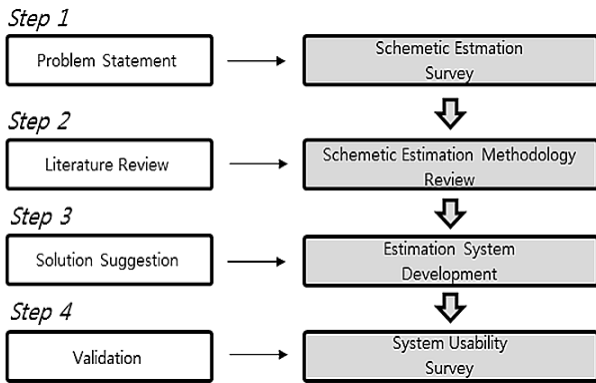 Step 1
Problem Statement
Schemetic Estmation
Survey
Step 2
Literature Review
Schemetic Estimation Methodology
Review
Step 3
Solution Suggestion
Estimation System
Development
Step 4
Validation
System Usability
Survey